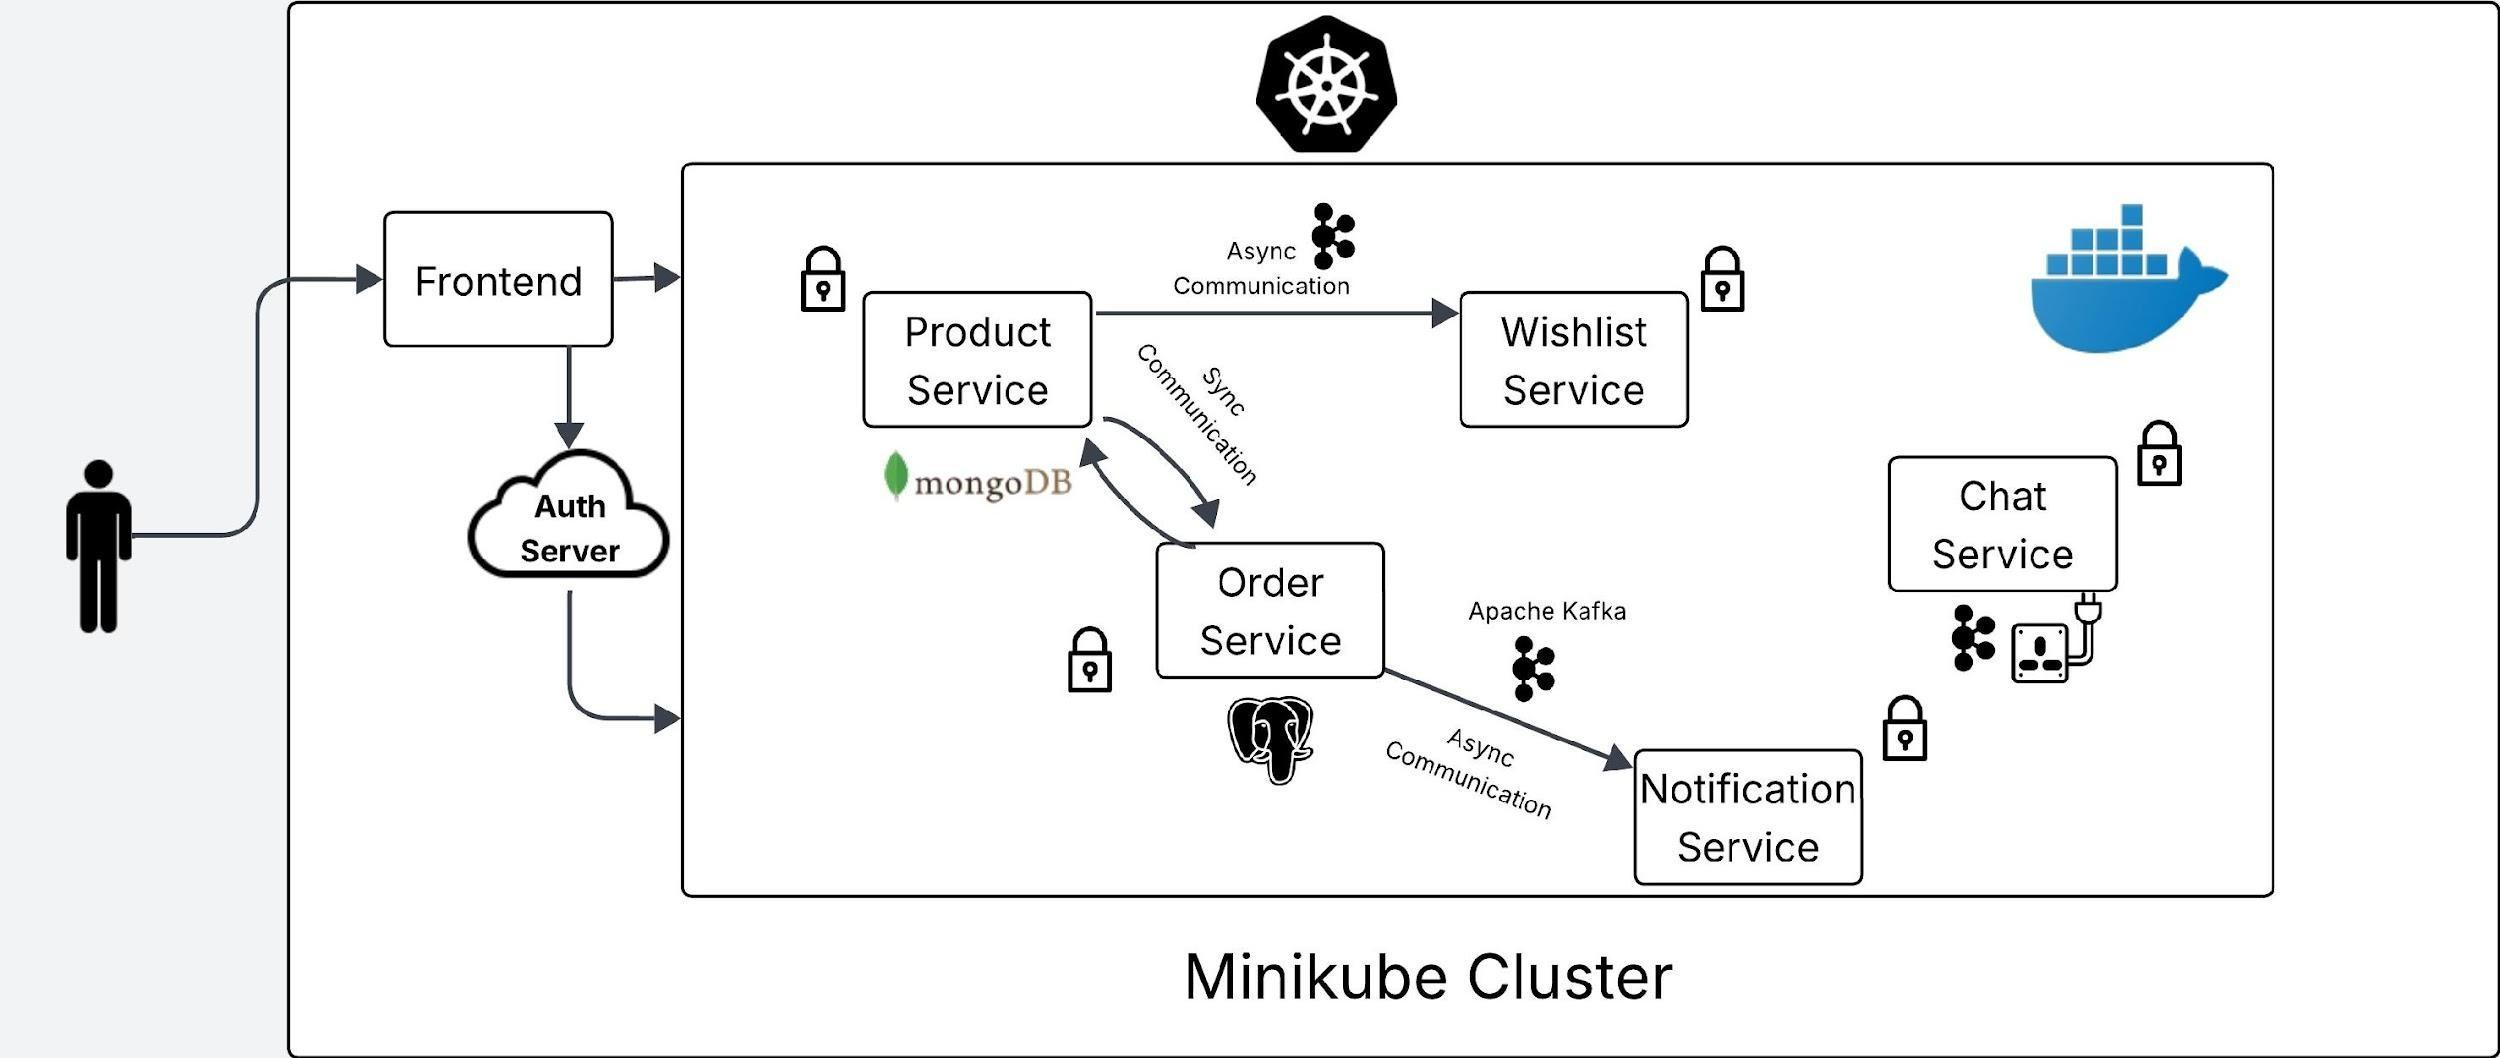 Frontend
Auth
Server
Async
Communication
Product
Service
Wishlist
Service
Sync
Communication
mongoDB
Chat
Service
Order
Service
Apache Kafka
Async
Communication
Notification
Service
Minikube Cluster